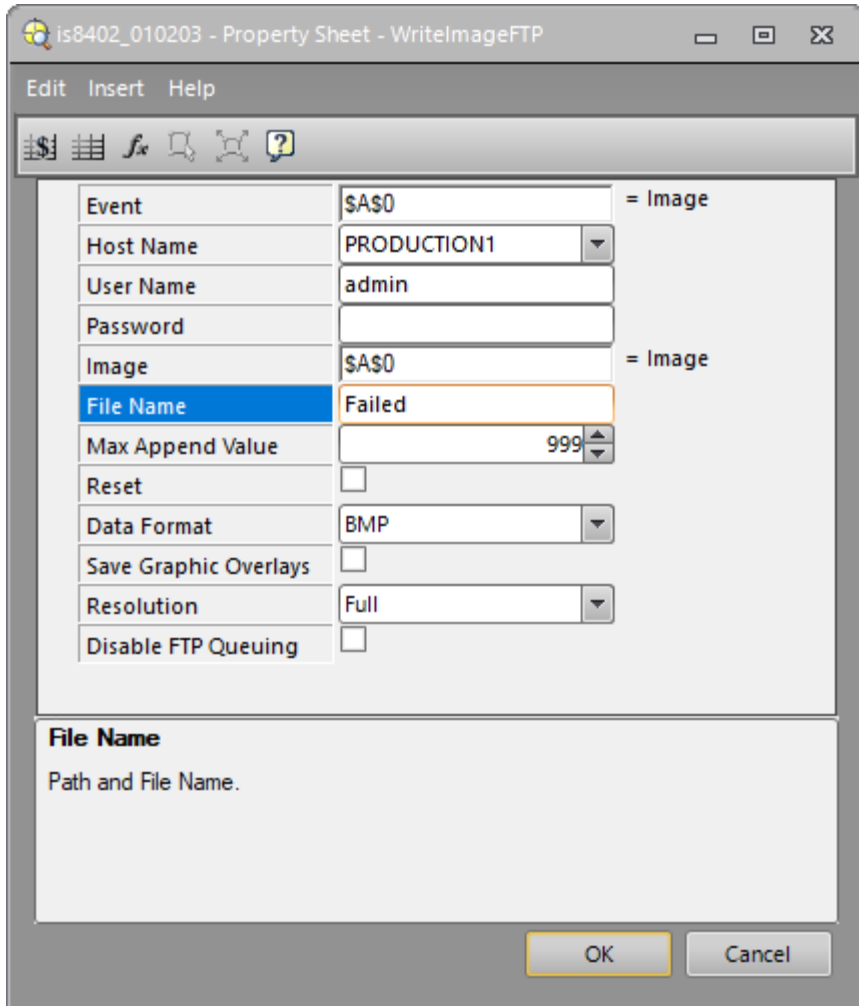 is8402_010203 - Property Sheet - WriteImageFTP
Edit Insert Help
$ fx ?
Event $A$0 = Image
Host Name PRODUCTION1
User Name admin
Password
Image $A$0 = Image
File Name Failed
Max Append Value 999
Reset
Data Format BMP
Save Graphic Overlays
Resolution Full
Disable FTP Queuing
File Name
Path and File Name.
OK Cancel